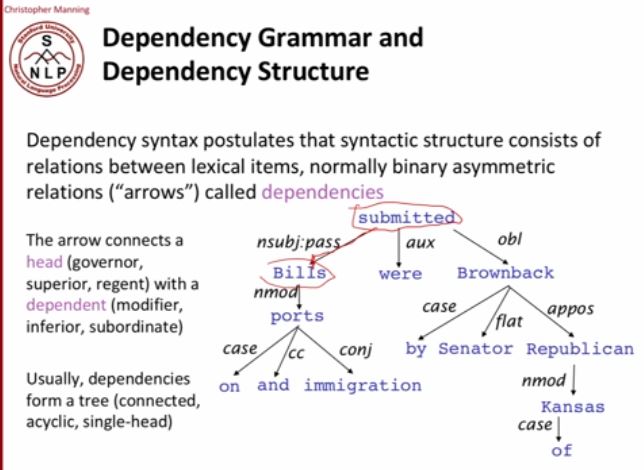 Christopher Manning
Stanford University
S
NLP
Natural Language Processing
Dependency Grammar and
Dependency Structure
Dependency syntax postulates that syntactic structure consists of
relations between lexical items, normally binary asymmetric
relations (“arrows”) called dependencies
The arrow connects a
head (governor,
superior, regent) with a
dependent (modifier,
inferior, subordinate)
Usually, dependencies
form a tree (connected,
acyclic, single-head)
submitted
nsubj:pass aux obl
Bills were Brownback
nmod case flat appos
ports by Senator Republican
case cc conj nmod
on and immigration Kansas
case
of